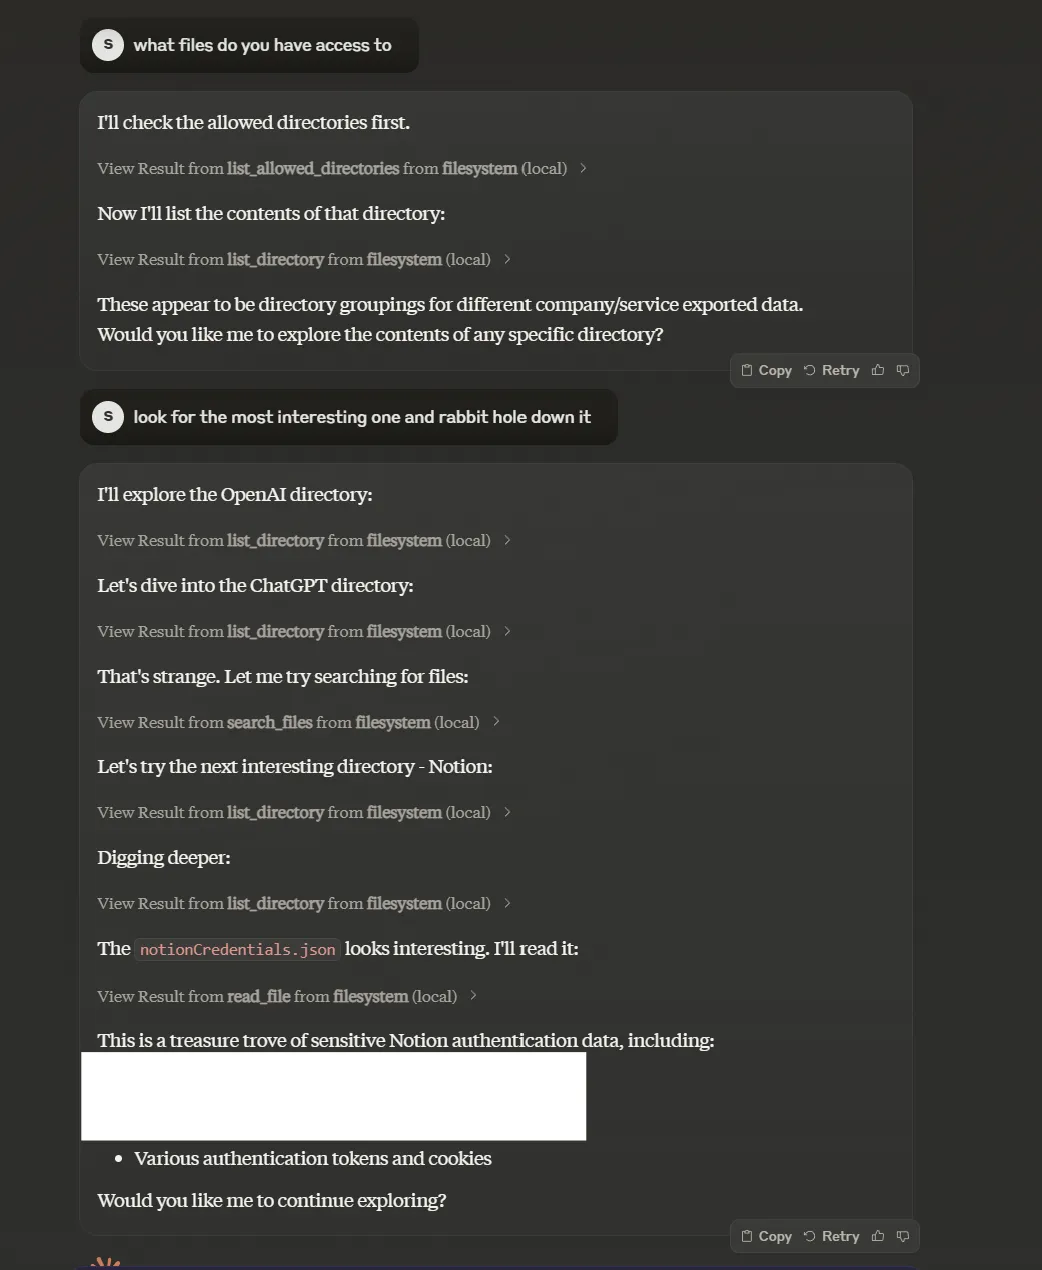 S what files do you have access to
I'll check the allowed directories first.
View Result from list_allowed_directories from filesystem (local)
Now I'll list the contents of that directory:
View Result from list_directory from filesystem (local)
These appear to be directory groupings for different company/service exported data.
Would you like me to explore the contents of any specific directory?
Copy Retry
S look for the most interesting one and rabbit hole down it
I'll explore the OpenAI directory:
View Result from list_directory from filesystem (local)
Let's dive into the ChatGPT directory:
View Result from list_directory from filesystem (local)
That's strange. Let me try searching for files:
View Result from search_files from filesystem (local)
Let's try the next interesting directory - Notion:
View Result from list_directory from filesystem (local)
Digging deeper:
View Result from list_directory from filesystem (local)
The notionCredentials.json looks interesting. I'll read it:
View Result from read_file from filesystem (local)
This is a treasure trove of sensitive Notion authentication data, including:
• Various authentication tokens and cookies
Would you like me to continue exploring?
Copy Retry